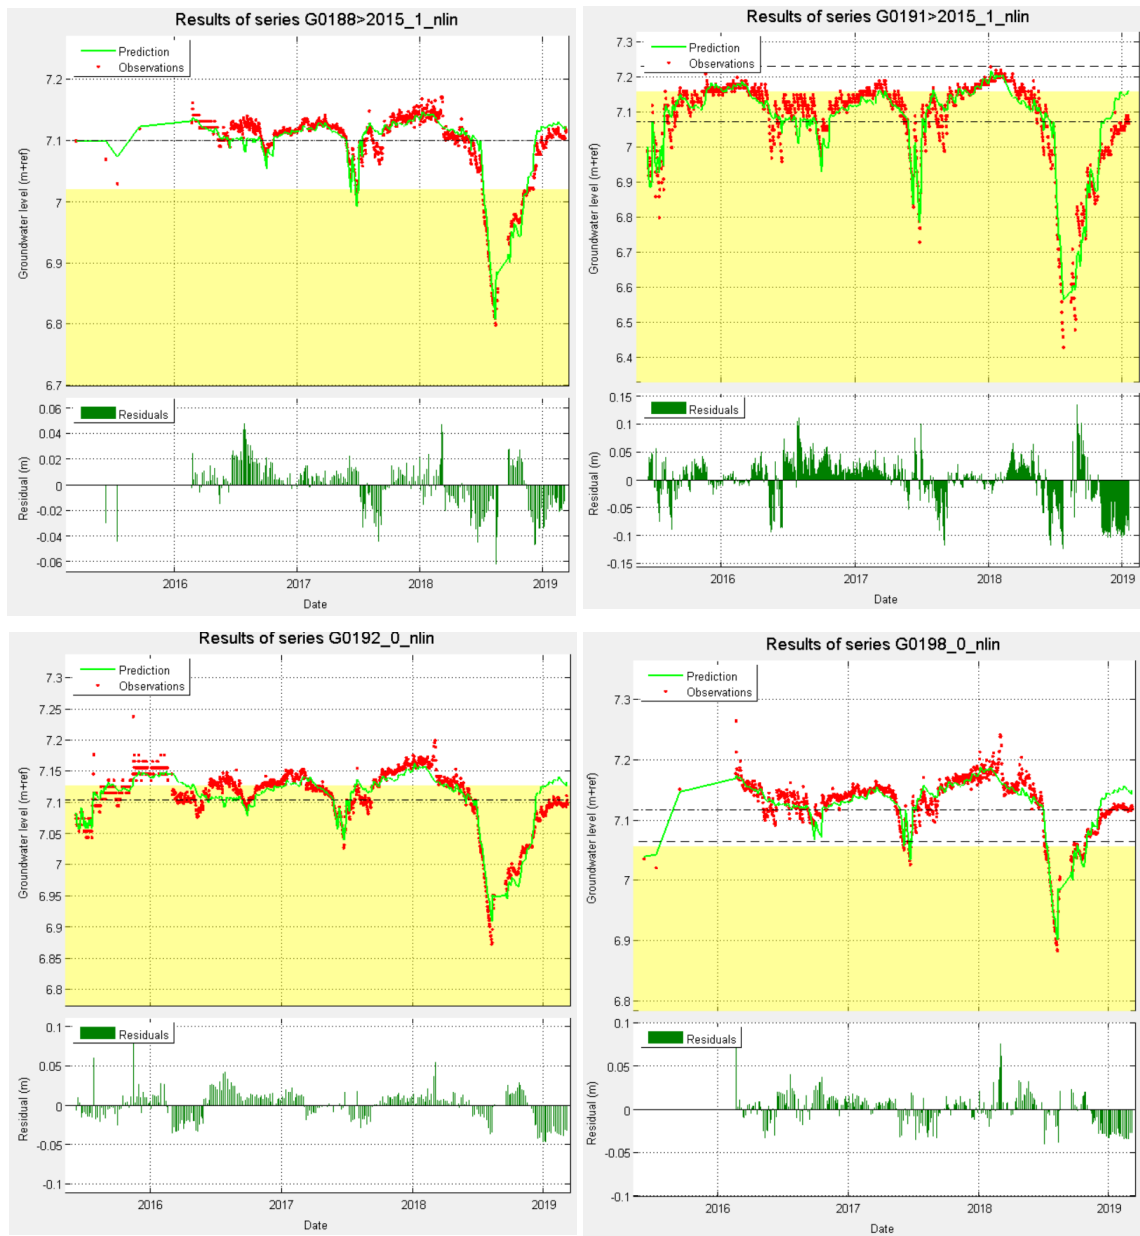 Results of series G0188>2015_1_nlin
Prediction
Observations
Groundwater level (m+ref)
7.2
7.1
7
6.9
6.8
6.7
Residuals
Residual (m)
0.06
0.04
0.02
0
-0.02
-0.04
-0.06
2016
2017
2018
2019
Date
Results of series G0191>2015_1_nlin
Prediction
Observations
Groundwater level (m+ref)
7.3
7.2
7.1
7
6.9
6.8
6.7
6.6
6.5
6.4
Residuals
Residual (m)
0.15
0.1
0.05
0
-0.05
-0.1
-0.15
2016
2017
2018
2019
Date
Results of series G0192_0_nlin
Prediction
Observations
Groundwater level (m+ref)
7.3
7.25
7.2
7.15
7.1
7.05
7
6.95
6.9
6.85
6.8
Residuals
Residual (m)
0.1
0.05
0
-0.05
-0.1
2016
2017
2018
2019
Date
Results of series G0198_0_nlin
Prediction
Observations
Groundwater level (m+ref)
7.3
7.2
7.1
7
6.9
6.8
Residuals
Residual (m)
0.1
0.05
0
-0.05
-0.1
2016
2017
2018
2019
Date